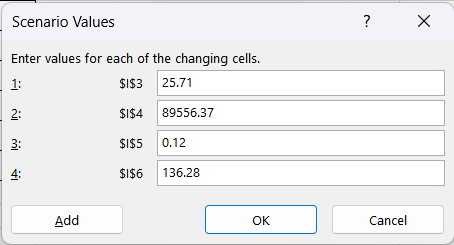 Scenario Values ? ×
Enter values for each of the changing cells.
1: $I$3 25.71
2: $I$4 89556.37
3: $I$5 0.12
4: $I$6 136.28
Add OK Cancel